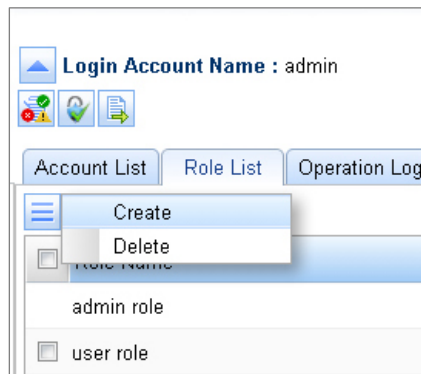 Login Account Name : admin
Account List Role List Operation Log
Create
Delete
Role Name
admin role
user role